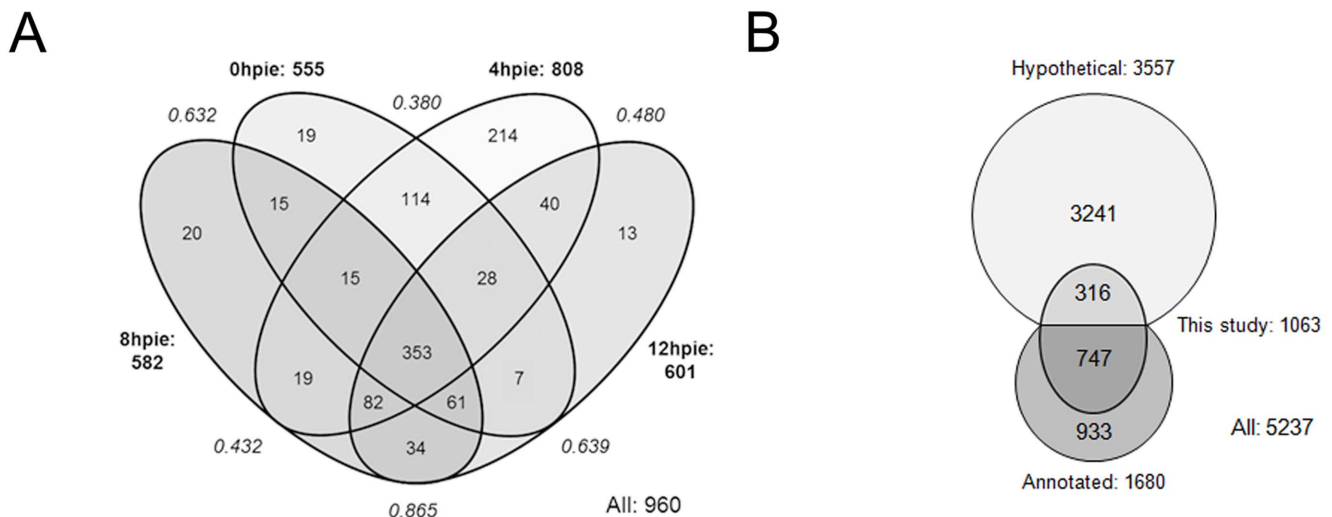 A
B
0hpie: 555
4hpie: 808
Hypothetical: 3557
0.632
0.380
0.480
19
214
15
114
40
20
13
3241
15
28
316
This study: 1063
8hpie:
582
353
12hpie:
601
747
19
7
82
61
34
933
0.432
0.639
All: 5237
0.865
All: 960
Annotated: 1680